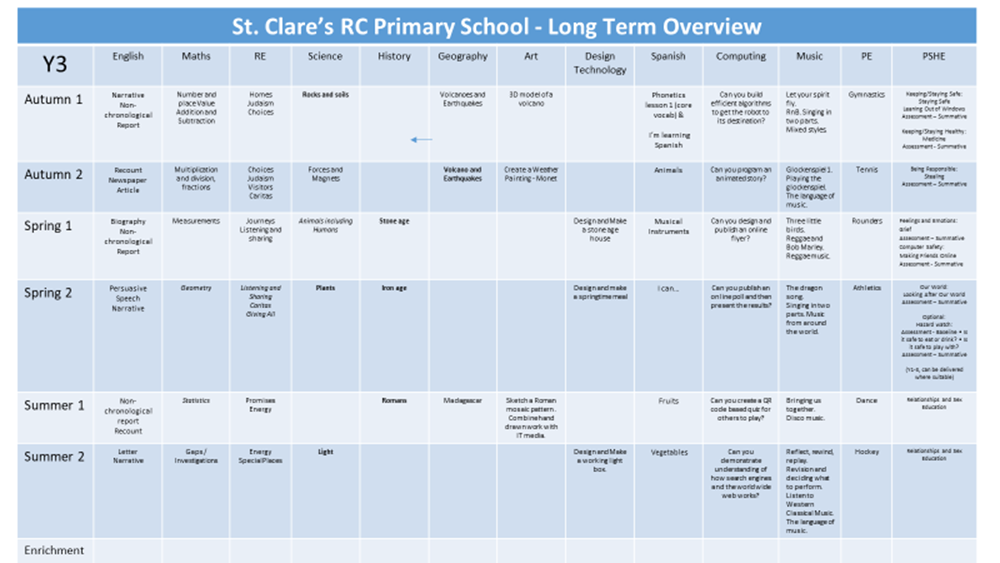 St. Clare's RC Primary School - Long Term Overview
Y3
English
Maths
RE
Science
History
Geography
Art
Design
Technology
Spanish
Computing
Music
PE
PSHE
Autumn 1
Narrative
Non-
chronological
Report
Number and
place Value
Addition and
Subtraction
Homes
Judaism
Choices
Rocks and soils
Volcanoes and
Earthquakes
3D model of a
volcano
Phonetics
lesson 1 (core
vocab) &
I'm learning
Spanish
Can you build
efficient algorithms
to get the robot to
its destination?
Let your spirit
fly.
RnB. Singing in
two parts.
Mixed styles
Gymnastics
Keeping/Staying Safe:
Staying Safe
Leaning Out of Windows
Assessment – Summative
Keeping/Staying Healthy:
Medicine
Assessment - Summative
Autumn 2
Recount
Newspaper
Article
Multiplication
and division,
fractions
Choices
Judaism
Visitors
Caritas
Forces and
Magnets
Volcano and
Earthquakes
Create a Weather
Painting - Monet
Animals
Can you program an
animated story?
Glockenspiel 1.
Playing the
glockenspiel.
The language of
music.
Tennis
Being Responsible:
Stealing
Assessment – Summative
Spring 1
Biography
Non-
chronological
Report
Measurements
Journeys
Listening and
sharing
Animals including
Humans
Stone age
Design and Make
a stone age
house
Musical
Instruments
Can you design and
publish an online
flyer?
Three little
birds.
Reggae and
Bob Marley.
Reggae music.
Rounders
Feelings and Emotions:
Grief
Assessment – Summative
Computer Safety:
Making Friends Online
Assessment - Summative
Spring 2
Persuasive
Speech
Narrative
Geometry
Listening and
Sharing
Caritas
Giving All
Plants
Iron age
Design and make
a springtime meal
I can...
Can you publish an
online poll and then
present the results?
The dragon
song.
Singing in two
parts. Music
from around
the world.
Athletics
Our World:
Looking After Our World
Assessment – Summative
Optional:
Hazard watch:
Assessment - Baseline • Is
it safe to eat or drink? • Is
it safe to play with?
Assessment – Summative
(Y1-3, can be delivered
where suitable)
Summer 1
Non-
chronological
report
Recount
Statistics
Promises
Energy
Romans
Madagascar
Sketch a Roman
mosaic pattern.
Combine hand
drawn work with
IT media.
Fruits
Can you create a QR
code based quiz for
others to play?
Bringing us
together.
Disco music.
Dance
Relationships and Sex
Education
Summer 2
Letter
Narrative
Gaps /
Investigations
Energy
Special Places
Light
Design and Make
a working light
box.
Vegetables
Can you
demonstrate
understanding of
how search engines
and the world wide
web works?
Reflect, rewind,
replay.
Revision and
deciding what
to perform.
Listen to
Western
Classical Music.
The language of
music.
Hockey
Relationships and Sex
Education
Enrichment